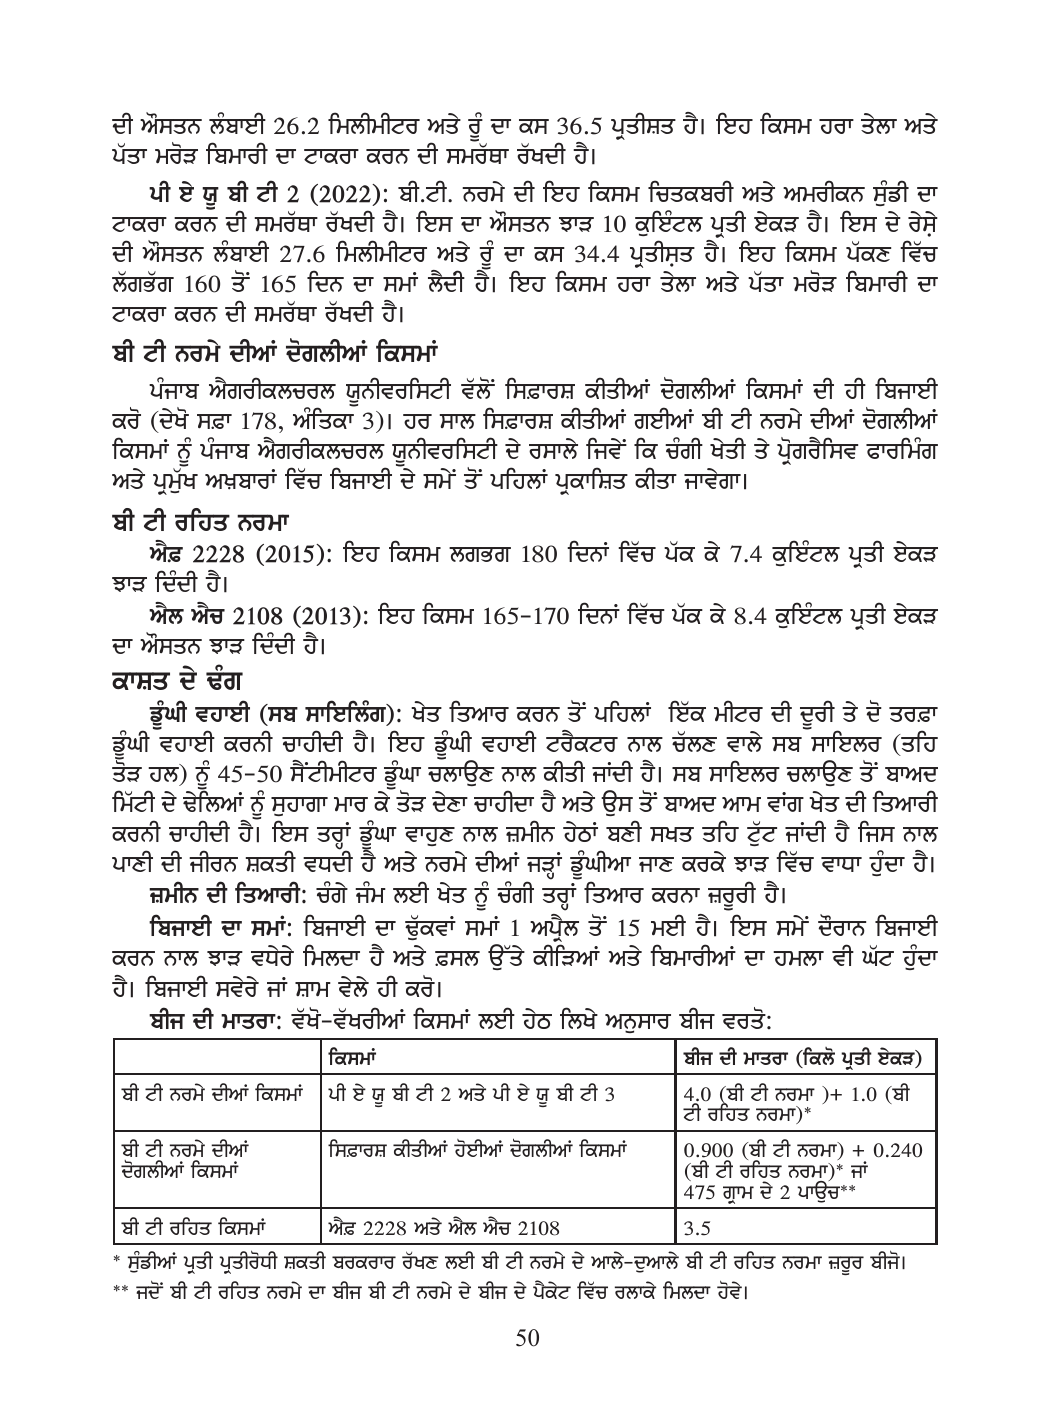 ਦੀ ਔਸਤਨ ਲੰਬਾਈ 26.2 ਮਿਲੀਮੀਟਰ ਅਤੇ ਰੂੰ ਦਾ ਕਸ 36.5 ਪ੍ਰਤੀਸ਼ਤ ਹੈ। ਇਹ ਕਿਸਮ ਹਰਾ ਤੇਲਾ ਅਤੇ
ਪੱਤਾ ਮਰੋੜ ਬਿਮਾਰੀ ਦਾ ਟਾਕਰਾ ਕਰਨ ਦੀ ਸਮਰੱਥਾ ਰੱਖਦੀ ਹੈ।
ਪੀ ਏ ਯੂ ਬੀ ਟੀ 2 (2022): ਬੀ.ਟੀ. ਨਰਮੇ ਦੀ ਇਹ ਕਿਸਮ ਚਿਤਕਬਰੀ ਅਤੇ ਅਮਰੀਕਨ ਸੁੰਡੀ ਦਾ
ਟਾਕਰਾ ਕਰਨ ਦੀ ਸਮਰੱਥਾ ਰੱਖਦੀ ਹੈ। ਇਸ ਦਾ ਔਸਤਨ ਝਾੜ 10 ਕੁਇੰਟਲ ਪ੍ਰਤੀ ਏਕੜ ਹੈ। ਇਸ ਦੇ ਰੇਸ਼ੇ
ਦੀ ਔਸਤਨ ਲੰਬਾਈ 27.6 ਮਿਲੀਮੀਟਰ ਅਤੇ ਰੂੰ ਦਾ ਕਸ 34.4 ਪ੍ਰਤੀਸ਼ਤ ਹੈ। ਇਹ ਕਿਸਮ ਪੱਕਣ ਵਿੱਚ
ਲੱਗਭੱਗ 160 ਤੋਂ 165 ਦਿਨ ਦਾ ਸਮਾਂ ਲੈਦੀ ਹੈ। ਇਹ ਕਿਸਮ ਹਰਾ ਤੇਲਾ ਅਤੇ ਪੱਤਾ ਮਰੋੜ ਬਿਮਾਰੀ ਦਾ
ਟਾਕਰਾ ਕਰਨ ਦੀ ਸਮਰੱਥਾ ਰੱਖਦੀ ਹੈ।
ਬੀ ਟੀ ਨਰਮੇ ਦੀਆਂ ਦੋਗਲੀਆਂ ਕਿਸਮਾਂ
ਪੰਜਾਬ ਐਗਰੀਕਲਚਰਲ ਯੂਨੀਵਰਸਿਟੀ ਵੱਲੋਂ ਸਿਫ਼ਾਰਸ਼ ਕੀਤੀਆਂ ਦੋਗਲੀਆਂ ਕਿਸਮਾਂ ਦੀ ਹੀ ਬਿਜਾਈ
ਕਰੋ (ਦੇਖੋ ਸਫ਼ਾ 178, ਅੰਤਿਕਾ 3)। ਹਰ ਸਾਲ ਸਿਫ਼ਾਰਸ਼ ਕੀਤੀਆਂ ਗਈਆਂ ਬੀ ਟੀ ਨਰਮੇ ਦੀਆਂ ਦੋਗਲੀਆਂ
ਕਿਸਮਾਂ ਨੂੰ ਪੰਜਾਬ ਐਗਰੀਕਲਚਰਲ ਯੂਨੀਵਰਸਿਟੀ ਦੇ ਰਸਾਲੇ ਜਿਵੇਂ ਕਿ ਚੰਗੀ ਖੇਤੀ ਤੇ ਪ੍ਰੋਗਰੈਸਿਵ ਫਾਰਮਿੰਗ
ਅਤੇ ਪ੍ਰਮੁੱਖ ਅਖ਼ਬਾਰਾਂ ਵਿੱਚ ਬਿਜਾਈ ਦੇ ਸਮੇਂ ਤੋਂ ਪਹਿਲਾਂ ਪ੍ਰਕਾਸ਼ਿਤ ਕੀਤਾ ਜਾਵੇਗਾ।
ਬੀ ਟੀ ਰਹਿਤ ਨਰਮਾ
ਐਫ਼ 2228 (2015): ਇਹ ਕਿਸਮ ਲਗਭਗ 180 ਦਿਨਾਂ ਵਿੱਚ ਪੱਕ ਕੇ 7.4 ਕੁਇੰਟਲ ਪ੍ਰਤੀ ਏਕੜ
ਝਾੜ ਦਿੰਦੀ ਹੈ।
ਐਲ ਐਚ 2108 (2013): ਇਹ ਕਿਸਮ 165-170 ਦਿਨਾਂ ਵਿੱਚ ਪੱਕ ਕੇ 8.4 ਕੁਇੰਟਲ ਪ੍ਰਤੀ ਏਕੜ
ਦਾ ਔਸਤਨ ਝਾੜ ਦਿੰਦੀ ਹੈ।
ਕਾਸ਼ਤ ਦੇ ਢੰਗ
ਡੂੰਘੀ ਵਹਾਈ (ਸਬ ਸਾਇਲਿੰਗ): ਖੇਤ ਤਿਆਰ ਕਰਨ ਤੋਂ ਪਹਿਲਾਂ ਇੱਕ ਮੀਟਰ ਦੀ ਦੂਰੀ ਤੇ ਦੋ ਤਰਫ਼ਾ
ਡੂੰਘੀ ਵਹਾਈ ਕਰਨੀ ਚਾਹੀਦੀ ਹੈ। ਇਹ ਡੂੰਘੀ ਵਹਾਈ ਟਰੈਕਟਰ ਨਾਲ ਚੱਲਣ ਵਾਲੇ ਸਬ ਸਾਇਲਰ (ਤਹਿ
ਤੋੜ ਹਲ) ਨੂੰ 45-50 ਸੈਂਟੀਮੀਟਰ ਡੂੰਘਾ ਚਲਾਉਣ ਨਾਲ ਕੀਤੀ ਜਾਂਦੀ ਹੈ। ਸਬ ਸਾਇਲਰ ਚਲਾਉਣ ਤੋਂ ਬਾਅਦ
ਮਿੱਟੀ ਦੇ ਢੇਲਿਆਂ ਨੂੰ ਸੁਹਾਗਾ ਮਾਰ ਕੇ ਤੋੜ ਦੇਣਾ ਚਾਹੀਦਾ ਹੈ ਅਤੇ ਉਸ ਤੋਂ ਬਾਅਦ ਆਮ ਵਾਂਗ ਖੇਤ ਦੀ ਤਿਆਰੀ
ਕਰਨੀ ਚਾਹੀਦੀ ਹੈ। ਇਸ ਤਰ੍ਹਾਂ ਡੂੰਘਾ ਵਾਹੁਣ ਨਾਲ ਜ਼ਮੀਨ ਹੇਠਾਂ ਬਣੀ ਸਖਤ ਤਹਿ ਟੁੱਟ ਜਾਂਦੀ ਹੈ ਜਿਸ ਨਾਲ
ਪਾਣੀ ਦੀ ਜੀਰਨ ਸ਼ਕਤੀ ਵਧਦੀ ਹੈ ਅਤੇ ਨਰਮੇ ਦੀਆਂ ਜੜ੍ਹਾਂ ਡੂੰਘੀਆ ਜਾਣ ਕਰਕੇ ਝਾੜ ਵਿੱਚ ਵਾਧਾ ਹੁੰਦਾ ਹੈ।
ਜ਼ਮੀਨ ਦੀ ਤਿਆਰੀ: ਚੰਗੇ ਜੰਮ ਲਈ ਖੇਤ ਨੂੰ ਚੰਗੀ ਤਰ੍ਹਾਂ ਤਿਆਰ ਕਰਨਾ ਜ਼ਰੂਰੀ ਹੈ।
ਬਿਜਾਈ ਦਾ ਸਮਾਂ: ਬਿਜਾਈ ਦਾ ਢੁੱਕਵਾਂ ਸਮਾਂ 1 ਅਪ੍ਰੈਲ ਤੋਂ 15 ਮਈ ਹੈ। ਇਸ ਸਮੇਂ ਦੌਰਾਨ ਬਿਜਾਈ
ਕਰਨ ਨਾਲ ਝਾੜ ਵਧੇਰੇ ਮਿਲਦਾ ਹੈ ਅਤੇ ਫ਼ਸਲ ਉੱਤੇ ਕੀੜਿਆਂ ਅਤੇ ਬਿਮਾਰੀਆਂ ਦਾ ਹਮਲਾ ਵੀ ਘੱਟ ਹੁੰਦਾ
ਹੈ। ਬਿਜਾਈ ਸਵੇਰੇ ਜਾਂ ਸ਼ਾਮ ਵੇਲੇ ਹੀ ਕਰੋ।
ਬੀਜ ਦੀ ਮਾਤਰਾ: ਵੱਖੋ-ਵੱਖਰੀਆਂ ਕਿਸਮਾਂ ਲਈ ਹੇਠ ਲਿਖੇ ਅਨੁਸਾਰ ਬੀਜ ਵਰਤੋ:
ਕਿਸਮਾਂ ਬੀਜ ਦੀ ਮਾਤਰਾ (ਕਿਲੋ ਪ੍ਰਤੀ ਏਕੜ)
ਬੀ ਟੀ ਨਰਮੇ ਦੀਆਂ ਕਿਸਮਾਂ ਪੀ ਏ ਯੂ ਬੀ ਟੀ 2 ਅਤੇ ਪੀ ਏ ਯੂ ਬੀ ਟੀ 3 4.0 (ਬੀ ਟੀ ਨਰਮਾ )+ 1.0 (ਬੀ
ਟੀ ਰਹਿਤ ਨਰਮਾ)*
ਬੀ ਟੀ ਨਰਮੇ ਦੀਆਂ ਸਿਫ਼ਾਰਸ਼ ਕੀਤੀਆਂ ਹੋਈਆਂ ਦੋਗਲੀਆਂ ਕਿਸਮਾਂ 0.900 (ਬੀ ਟੀ ਨਰਮਾ) + 0.240
ਦੋਗਲੀਆਂ ਕਿਸਮਾਂ (ਬੀ ਟੀ ਰਹਿਤ ਨਰਮਾ)* ਜਾਂ
475 ਗ੍ਰਾਮ ਦੇ 2 ਪਾਉਚ**
ਬੀ ਟੀ ਰਹਿਤ ਕਿਸਮਾਂ ਐਫ਼ 2228 ਅਤੇ ਐਲ ਐਚ 2108 3.5
* ਸੁੰਡੀਆਂ ਪ੍ਰਤੀ ਪ੍ਰਤੀਰੋਧੀ ਸ਼ਕਤੀ ਬਰਕਰਾਰ ਰੱਖਣ ਲਈ ਬੀ ਟੀ ਨਰਮੇ ਦੇ ਆਲੇ-ਦੁਆਲੇ ਬੀ ਟੀ ਰਹਿਤ ਨਰਮਾ ਜ਼ਰੂਰ ਬੀਜੋ।
** ਜਦੋਂ ਬੀ ਟੀ ਰਹਿਤ ਨਰਮੇ ਦਾ ਬੀਜ ਬੀ ਟੀ ਨਰਮੇ ਦੇ ਬੀਜ ਦੇ ਪੈਕੇਟ ਵਿੱਚ ਰਲਾਕੇ ਮਿਲਦਾ ਹੋਵੇ।
50